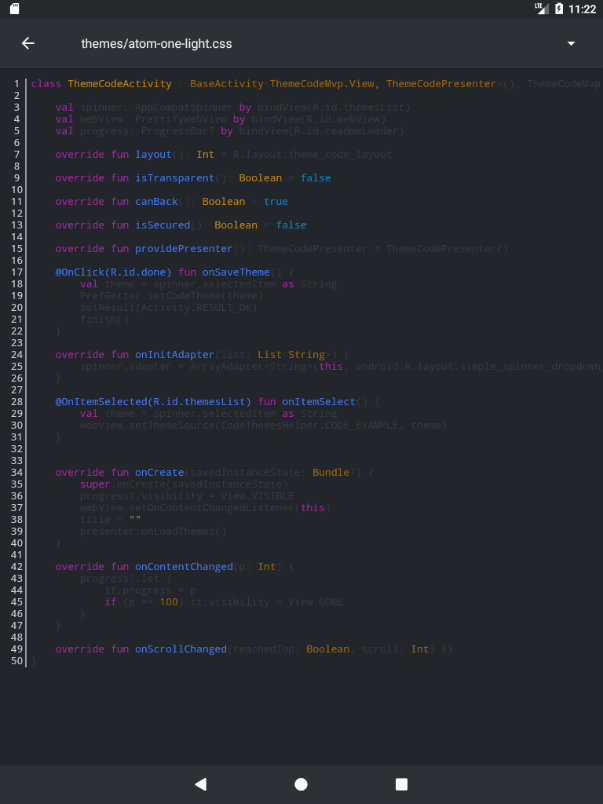 LTE 11:22
themes/atom-one-light.css
1 class ThemeCodeActivity : BaseActivity<ThemeCodeMvp.View, ThemeCodePresenter>(), ThemeCodeMvp
2
3 val spinner: AppCompatSpinner by bindView(R.id.themesList)
4 val webView: PrettifyWebView by bindView(R.id.webView)
5 val progress: ProgressBar? by bindView(R.id.readmeLoader)
6
7 override fun layout(): Int = R.layout.theme_code_layout
8
9 override fun isTransparent(): Boolean = false
10
11 override fun canBack(): Boolean = true
12
13 override fun isSecured(): Boolean = false
14
15 override fun providePresenter(): ThemeCodePresenter = ThemeCodePresenter()
16
17 @OnClick(R.id.done) fun onSaveTheme() {
18 val theme = spinner.selectedItem as String
19 PrefGetter.setCodeTheme(theme)
20 setResult(Activity.RESULT_OK)
21 finish()
22 }
23
24 override fun onInitAdapter(list: List<String>) {
25 spinner.adapter = ArrayAdapter<String>(this, android.R.layout.simple_spinner_dropdown
26 }
27
28 @OnItemSelected(R.id.themesList) fun onItemSelect() {
29 val theme = spinner.selectedItem as String
30 webView.setThemeSource(CodeThemesHelper.CODE_EXAMPLE, theme)
31 }
32
33
34 override fun onCreate(savedInstanceState: Bundle?) {
35 super.onCreate(savedInstanceState)
36 progress?.visibility = View.VISIBLE
37 webView.setOnContentChangedListener(this)
38 title = ""
39 presenter.onLoadThemes()
40 }
41
42 override fun onContentChanged(p: Int) {
43 progress?.let {
44 it.progress = p
45 if (p == 100) it.visibility = View.GONE
46 }
47 }
48
49 override fun onScrollChanged(reachedTop: Boolean, scroll: Int) {}
50 }